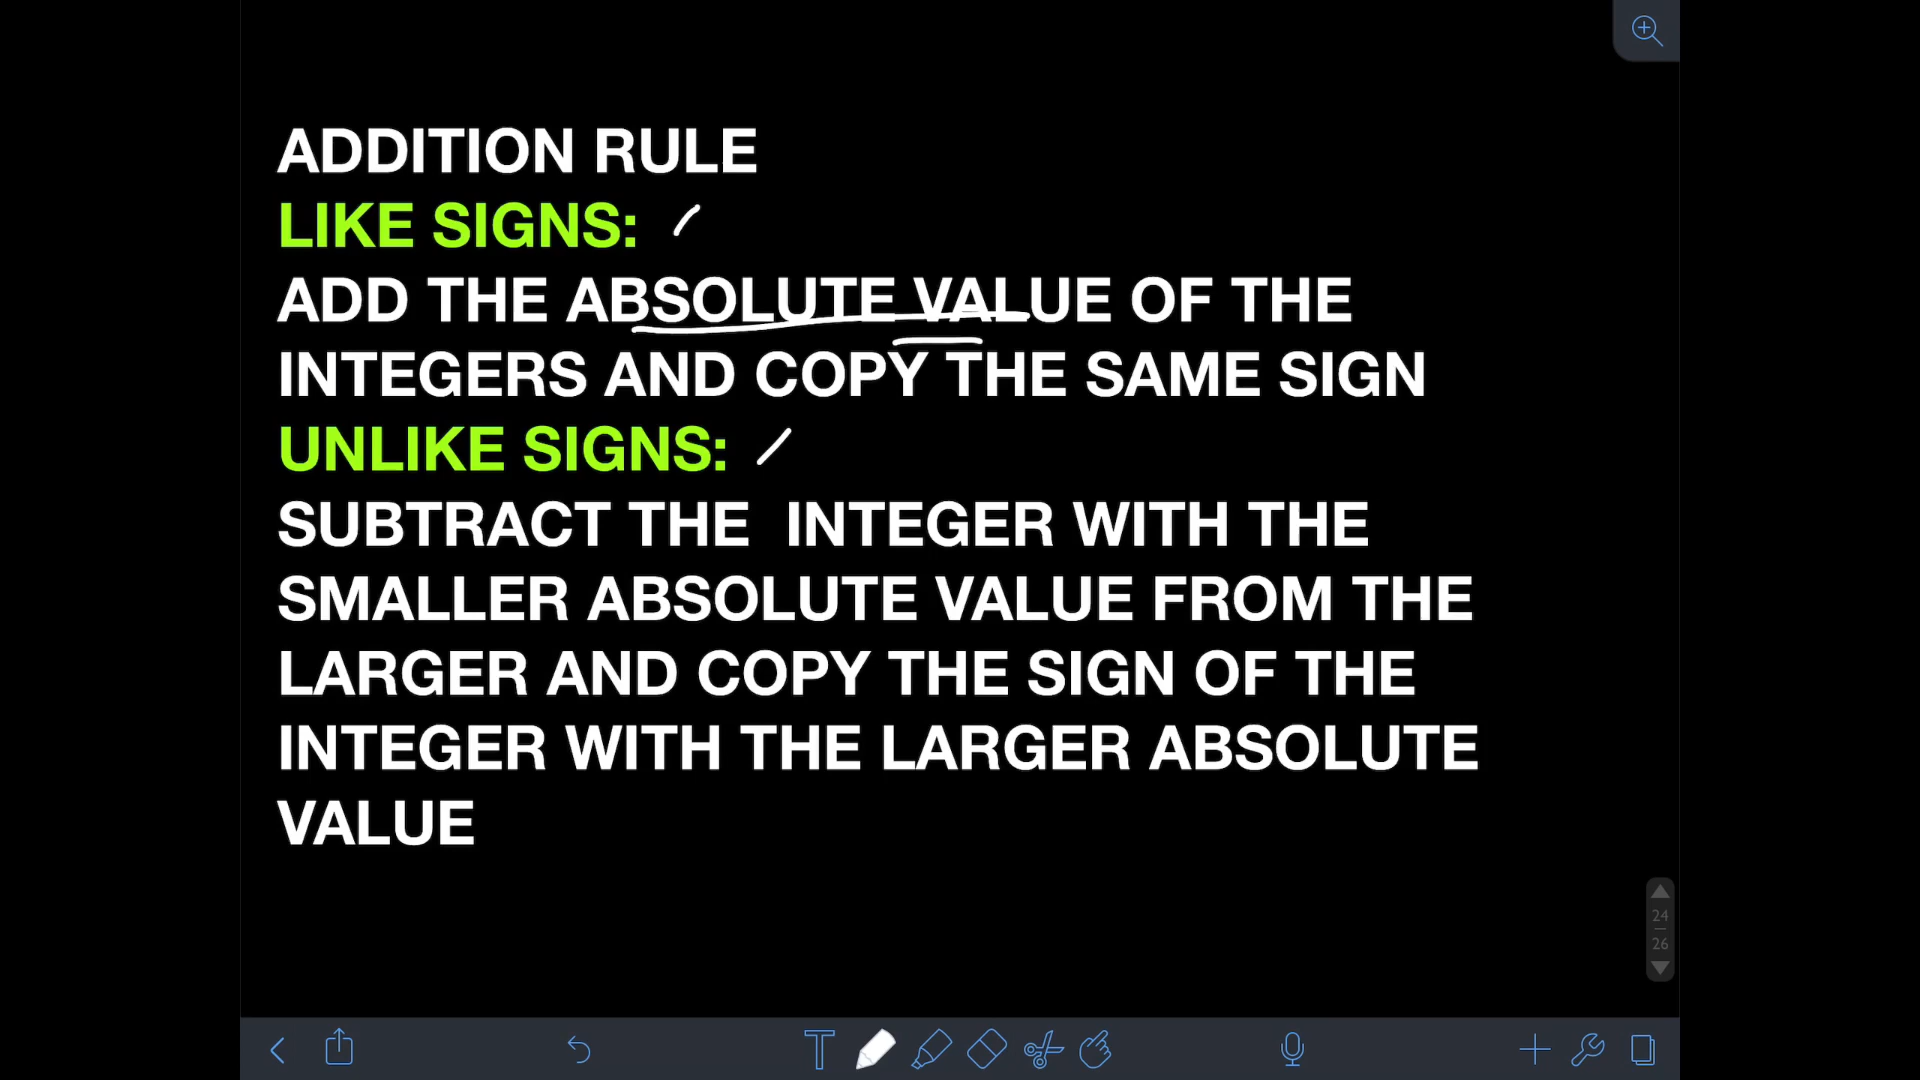 ADDITION RULE
LIKE SIGNS:
ADD THE ABSOLUTE VALUE OF THE
INTEGERS AND COPY THE SAME SIGN
UNLIKE SIGNS:
SUBTRACT THE INTEGER WITH THE
SMALLER ABSOLUTE VALUE FROM THE
LARGER AND COPY THE SIGN OF THE
INTEGER WITH THE LARGER ABSOLUTE
VALUE
24
26